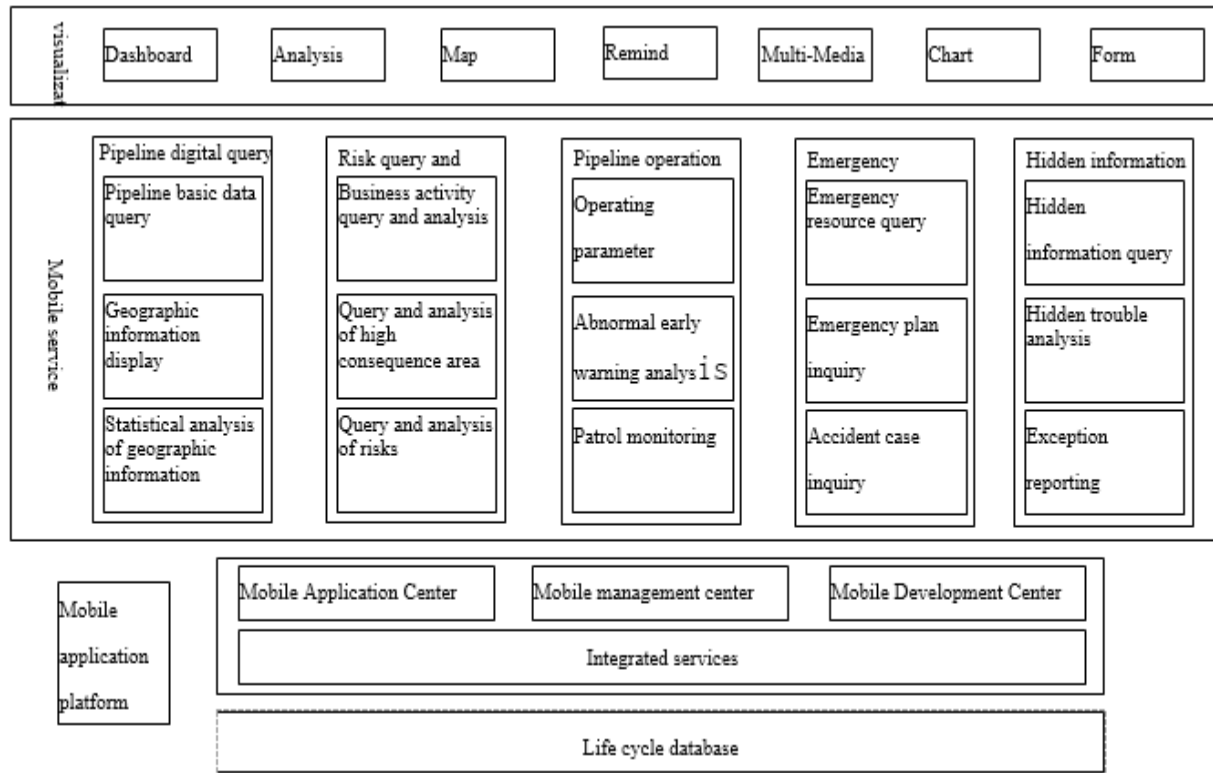 visualizat
Dashboard
Analysis
Map
Remind
Multi-Media
Chart
Form
Mobile service
Pipeline digital query
Pipeline basic data
query
Geographic
information
display
Statistical analysis
of geographic
information
Risk query and
Business activity
query and analysis
Query and analysis
of high
consequence area
Query and analysis
of risks
Pipeline operation
Operating
parameter
Abnormal early
warning analysis
Patrol monitoring
Emergency
Emergency
resource query
Emergency plan
inquiry
Accident case
inquiry
Hidden information
Hidden
information query
Hidden trouble
analysis
Exception
reporting
Mobile
application
platform
Mobile Application Center
Mobile management center
Mobile Development Center
Integrated services
Life cycle database